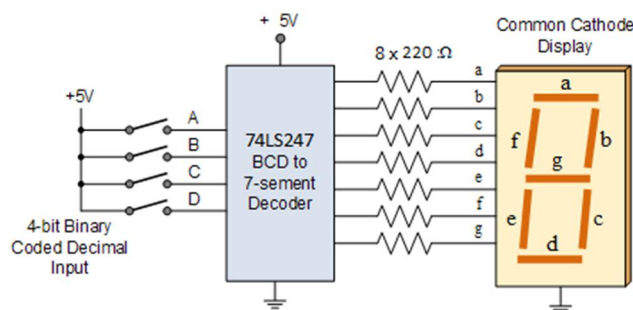 + 5V
Common Cathode
Display
8 x 220 :Ω
+5V
A
B
C
D
74LS247
BCD to
7-sement
Decoder
4-bit Binary
Coded Decimal
Input
a
b
c
d
e
f
g
a
f
b
g
e
c
d